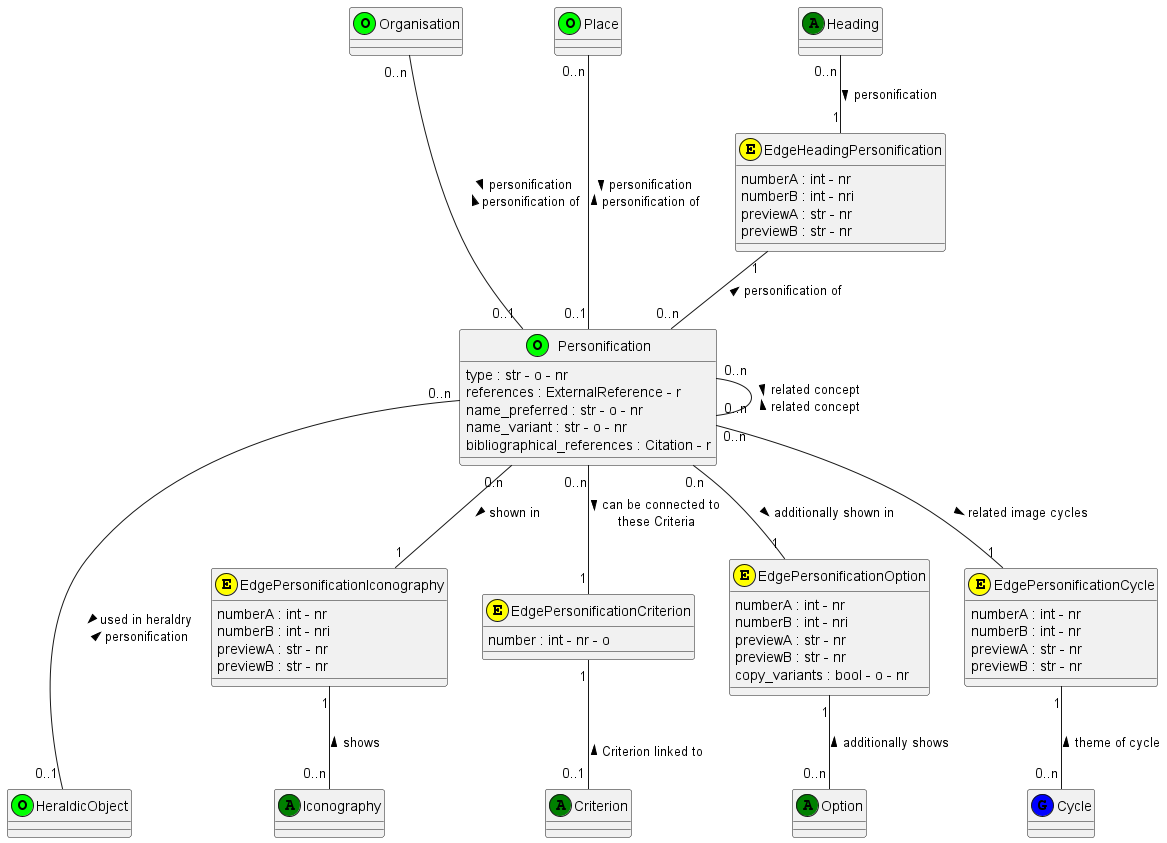 O Organisation
O Place
A Heading
0..n
0..n
0..n
personification
1
E EdgeHeadingPersonification
numberA : int - nr
numberB : int - nri
previewA : str - nr
previewB : str - nr
personification
personification of
personification
personification of
1
personification of
0..1
0..1
0..n
O Personification
type : str - o - nr
references : ExternalReference - r
name_preferred : str - o - nr
name_variant : str - o - nr
bibliographical_references : Citation - r
0..n
0..n
related concept
related concept
0..n
0..n
0..n
0..n
0..n
shown in
can be connected to
these Criteria
additionally shown in
related image cycles
1
1
1
1
used in heraldry
personification
E EdgePersonificationIconography
numberA : int - nr
numberB : int - nri
previewA : str - nr
previewB : str - nr
E EdgePersonificationCriterion
number : int - nr - o
E EdgePersonificationOption
numberA : int - nr
numberB : int - nri
previewA : str - nr
previewB : str - nr
copy_variants : bool - o - nr
E EdgePersonificationCycle
numberA : int - nr
numberB : int - nr
previewA : str - nr
previewB : str - nr
1
1
1
1
shows
Criterion linked to
additionally shows
theme of cycle
0..1
0..n
0..1
0..n
0..n
O HeraldicObject
A Iconography
A Criterion
A Option
G Cycle